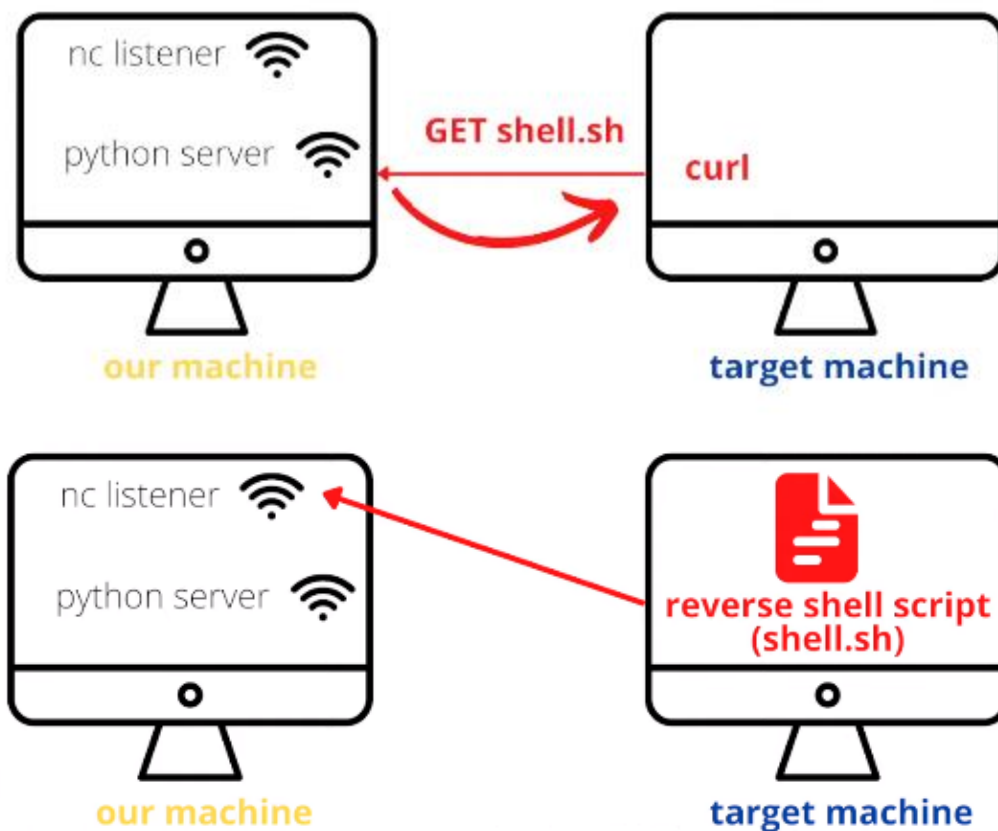 nc listener
python server
GET shell.sh
curl
our machine
target machine
nc listener
python server
reverse shell script
(shell.sh)
our machine
target machine